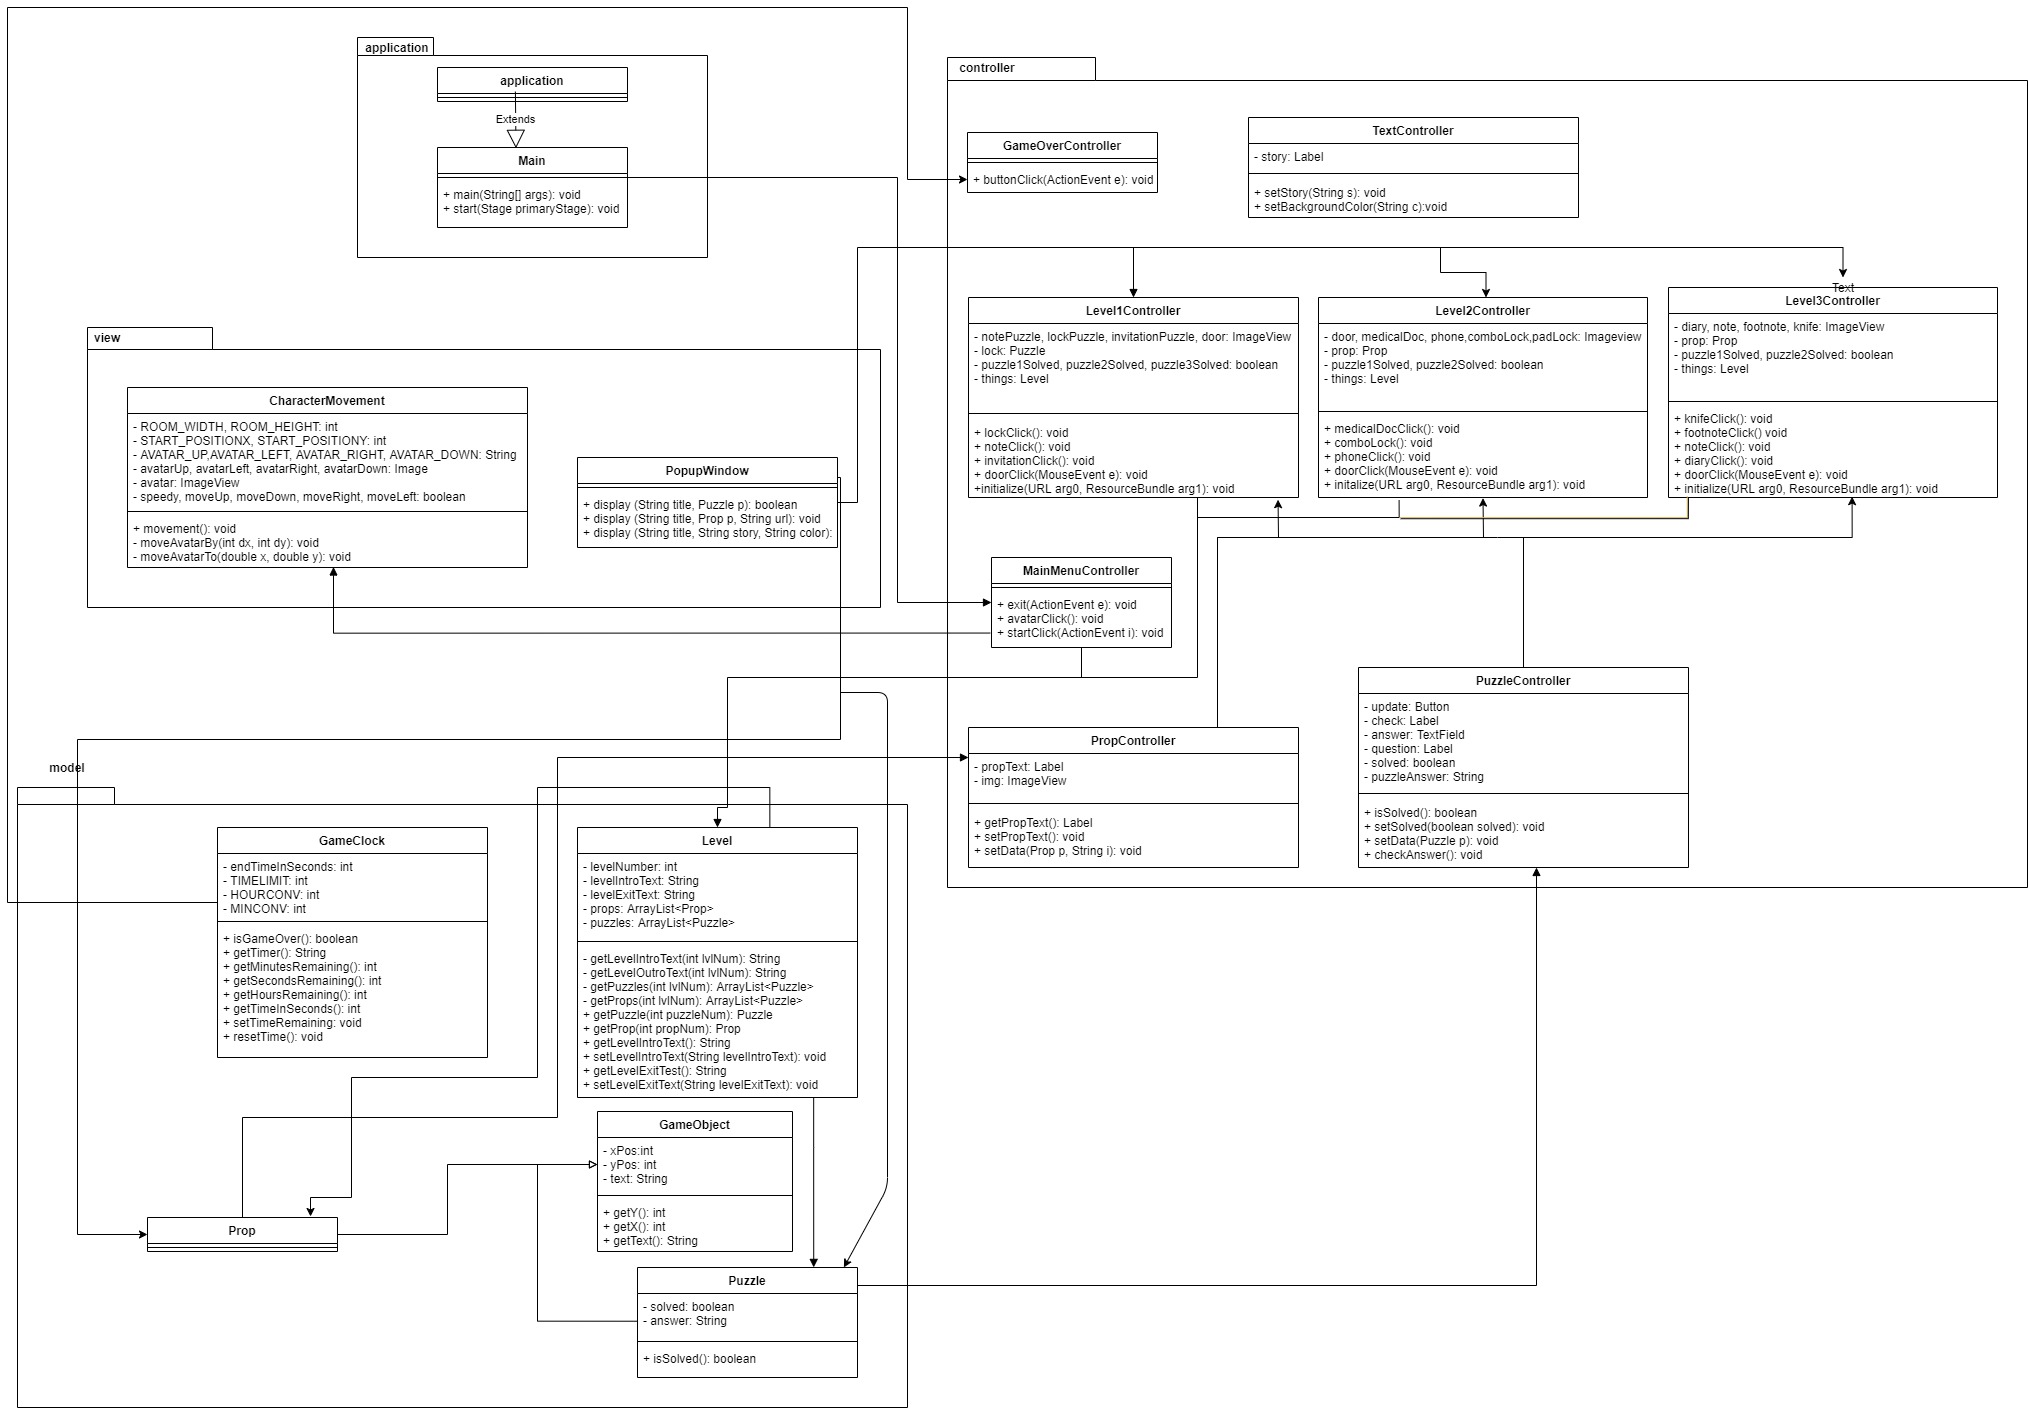 application
application
Extends
Main
+ main(String[] args): void
+ start(Stage primaryStage): void
controller
GameOverController
+ buttonClick(ActionEvent e): void
TextController
- story: Label
+ setStory(String s): void
+ setBackgroundColor(String c):void
Level1Controller
- notePuzzle, lockPuzzle, invitationPuzzle, door: ImageView
- lock: Puzzle
- puzzle1Solved, puzzle2Solved, puzzle3Solved: boolean
- things: Level
+ lockClick(): void
+ noteClick(): void
+ invitationClick(): void
+ doorClick(MouseEvent e): void
+initialize(URL arg0, ResourceBundle arg1): void
Level2Controller
- door, medicalDoc, phone,comboLock,padLock: Imageview
- prop: Prop
- puzzle1Solved, puzzle2Solved: boolean
- things: Level
+ medicalDocClick(): void
+ comboLock(): void
+ phoneClick(): void
+ doorClick(MouseEvent e): void
+ initalize(URL arg0, ResourceBundle arg1): void
Text
Level3Controller
- diary, note, footnote, knife: ImageView
- prop: Prop
- puzzle1Solved, puzzle2Solved: boolean
- things: Level
+ knifeClick(): void
+ footnoteClick() void
+ noteClick(): void
+ diaryClick(): void
+ doorClick(MouseEvent e): void
+ initialize(URL arg0, ResourceBundle arg1): void
view
CharacterMovement
- ROOM_WIDTH, ROOM_HEIGHT: int
- START_POSITIONX, START_POSITIONY: int
- AVATAR_UP,AVATAR_LEFT, AVATAR_RIGHT, AVATAR_DOWN: String
- avatarUp, avatarLeft, avatarRight, avatarDown: Image
- avatar: ImageView
- speedy, moveUp, moveDown, moveRight, moveLeft: boolean
+ movement(): void
- moveAvatarBy(int dx, int dy): void
- moveAvatarTo(double x, double y): void
PopupWindow
+ display (String title, Puzzle p): boolean
+ display (String title, Prop p, String url): void
+ display (String title, String story, String color):
MainMenuController
+ exit(ActionEvent e): void
+ avatarClick(): void
+ startClick(ActionEvent i): void
PropController
- propText: Label
- img: ImageView
+ getPropText(): Label
+ setPropText(): void
+ setData(Prop p, String i): void
PuzzleController
- update: Button
- check: Label
- answer: TextField
- question: Label
- solved: boolean
- puzzleAnswer: String
+ isSolved(): boolean
+ setSolved(boolean solved): void
+ setData(Puzzle p): void
+ checkAnswer(): void
model
GameClock
- endTimeInSeconds: int
- TIMELIMIT: int
- HOURCONV: int
- MINCONV: int
+ isGameOver(): boolean
+ getTimer(): String
+ getMinutesRemaining(): int
+ getSecondsRemaining(): int
+ getHoursRemaining(): int
+ getTimeInSeconds(): int
+ setTimeRemaining: void
+ resetTime(): void
Level
- levelNumber: int
- levelIntroText: String
- levelExitText: String
- props: ArrayList<Prop>
- puzzles: ArrayList<Puzzle>
- getLevelIntroText(int lvlNum): String
- getLevelOutroText(int lvlNum): String
- getPuzzles(int lvlNum): ArrayList<Puzzle>
- getProps(int lvlNum): ArrayList<Puzzle>
+ getPuzzle(int puzzleNum): Puzzle
+ getProp(int propNum): Prop
+ getLevelIntroText(): String
+ setLevelIntroText(String levelIntroText): void
+ getLevelExitTest(): String
+ setLevelExitText(String levelExitText): void
GameObject
- xPos:int
- yPos: int
- text: String
+ getY(): int
+ getX(): int
+ getText(): String
Prop
Puzzle
- solved: boolean
- answer: String
+ isSolved(): boolean